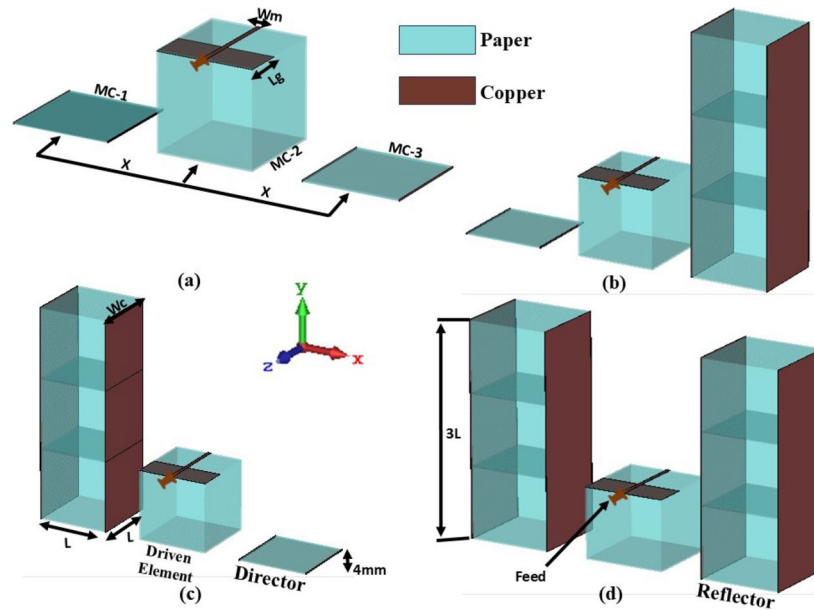 Wm
Paper
Copper
Lg
MC-1
MC-2
MC-3
X
X
(a)
(b)
Wc
y
z
x
3L
L
L
Driven
Element
Director
4mm
(c)
Feed
(d)
Reflector